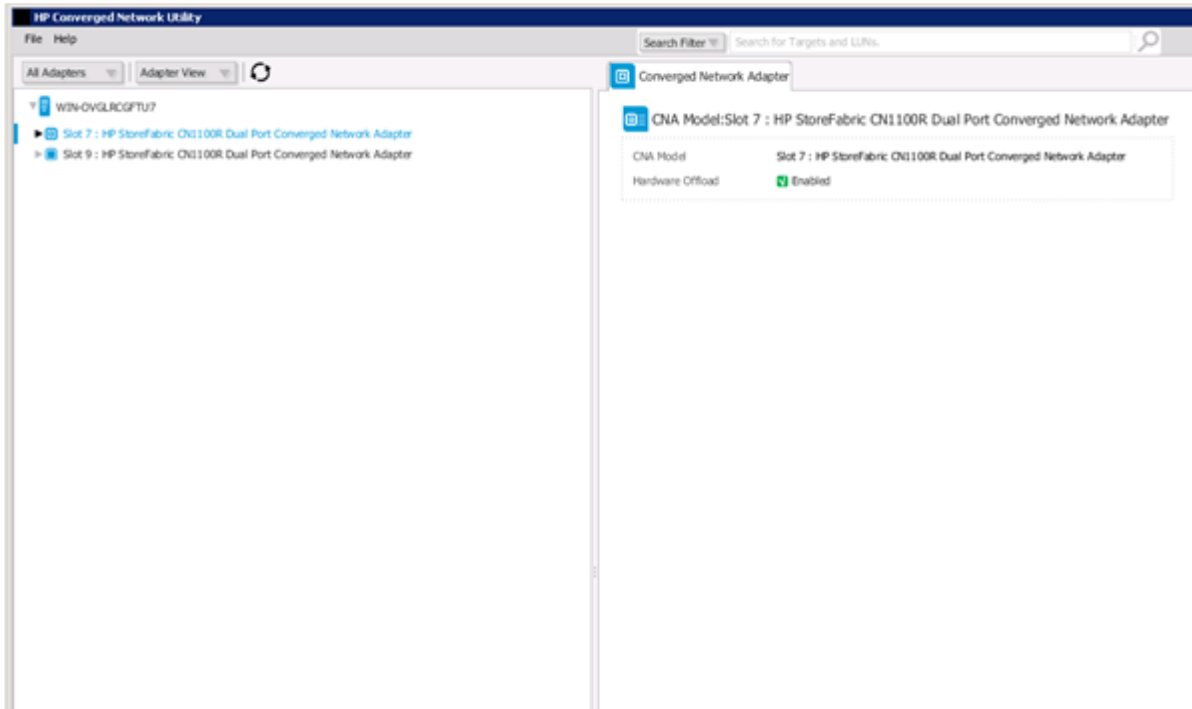 HP Converged Network Utility
File Help
Search Filter Search for Targets and LUNs.
All Adapters Adapter View
Converged Network Adapter
WIN-OVGLRCGFTU7
Slot 7 : HP StoreFabric CN1100R Dual Port Converged Network Adapter
Slot 9 : HP StoreFabric CN1100R Dual Port Converged Network Adapter
CNA Model:Slot 7 : HP StoreFabric CN1100R Dual Port Converged Network Adapter
CNA Model Slot 7 : HP StoreFabric CN1100R Dual Port Converged Network Adapter
Hardware Offload Enabled